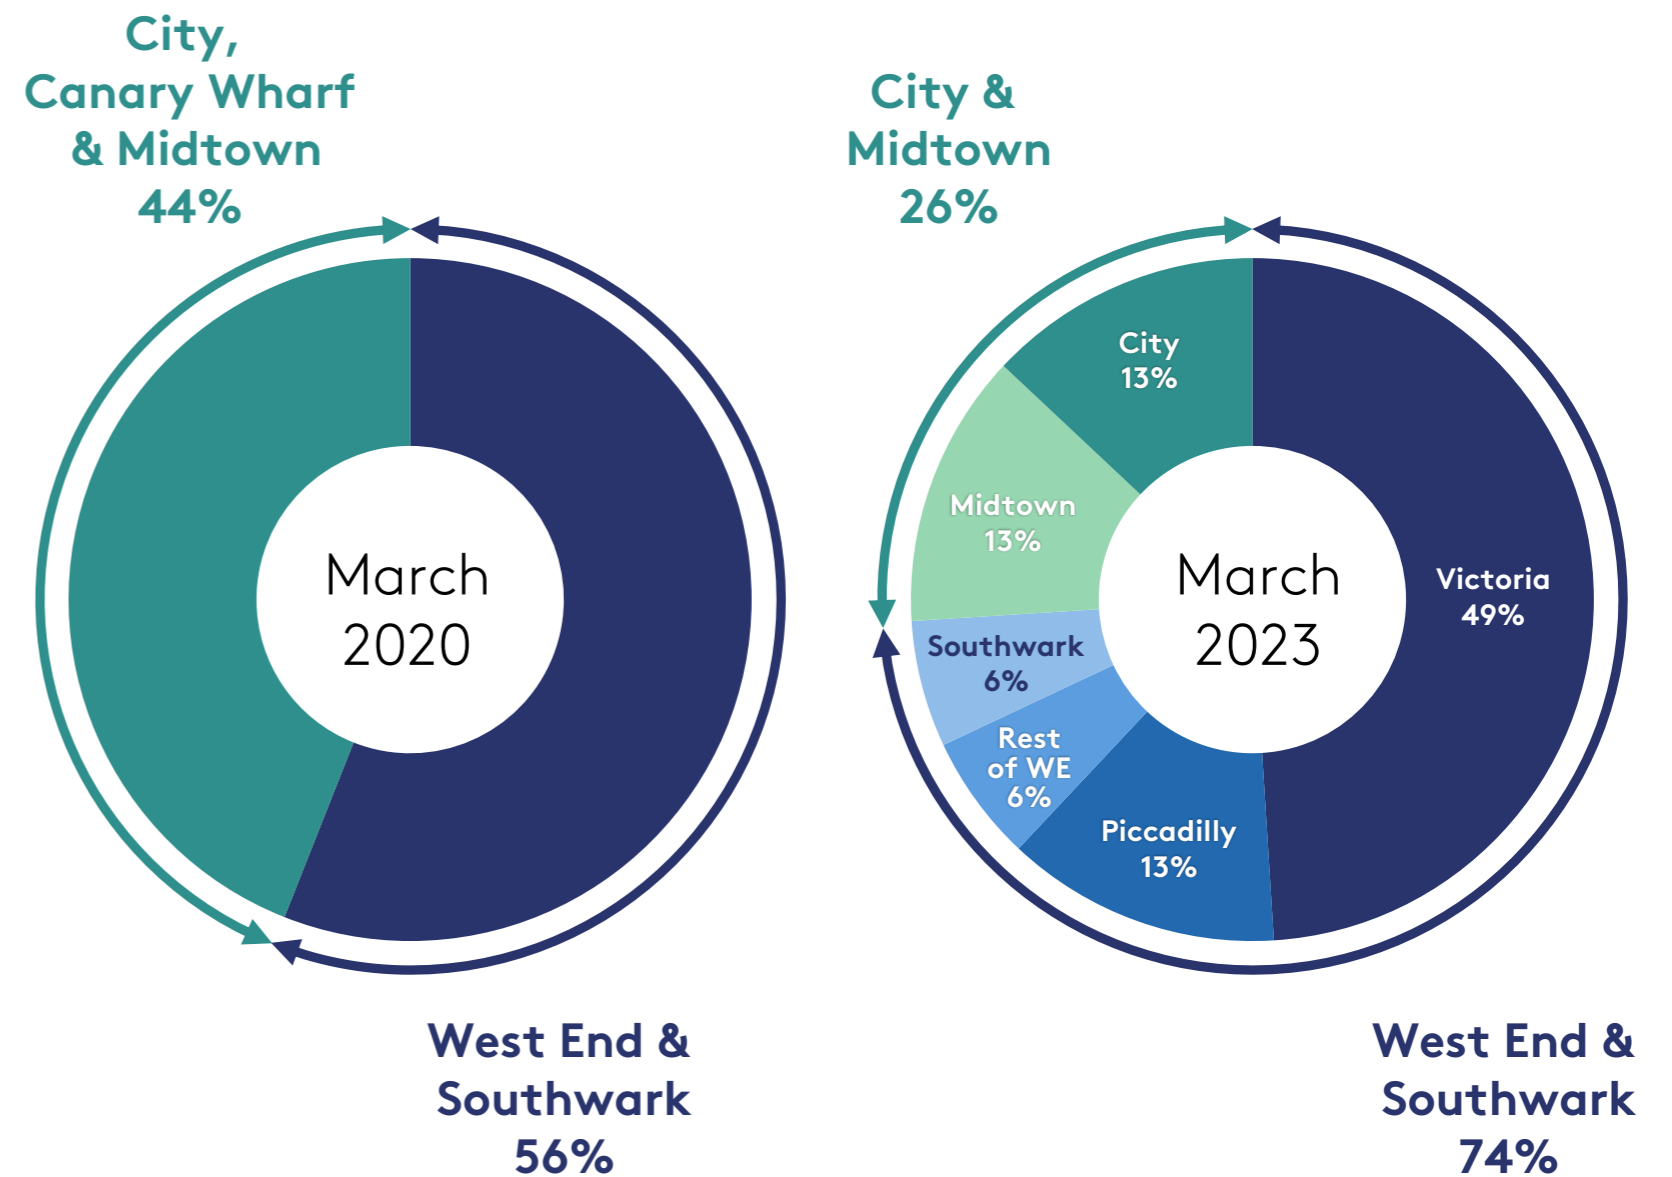 City,
Canary Wharf
& Midtown
44%
March
2020
West End &
Southwark
56%
City &
Midtown
26%
City
13%
Midtown
13%
Southwark
6%
Rest
of WE
6%
Piccadilly
13%
Victoria
49%
March
2023
West End &
Southwark
74%